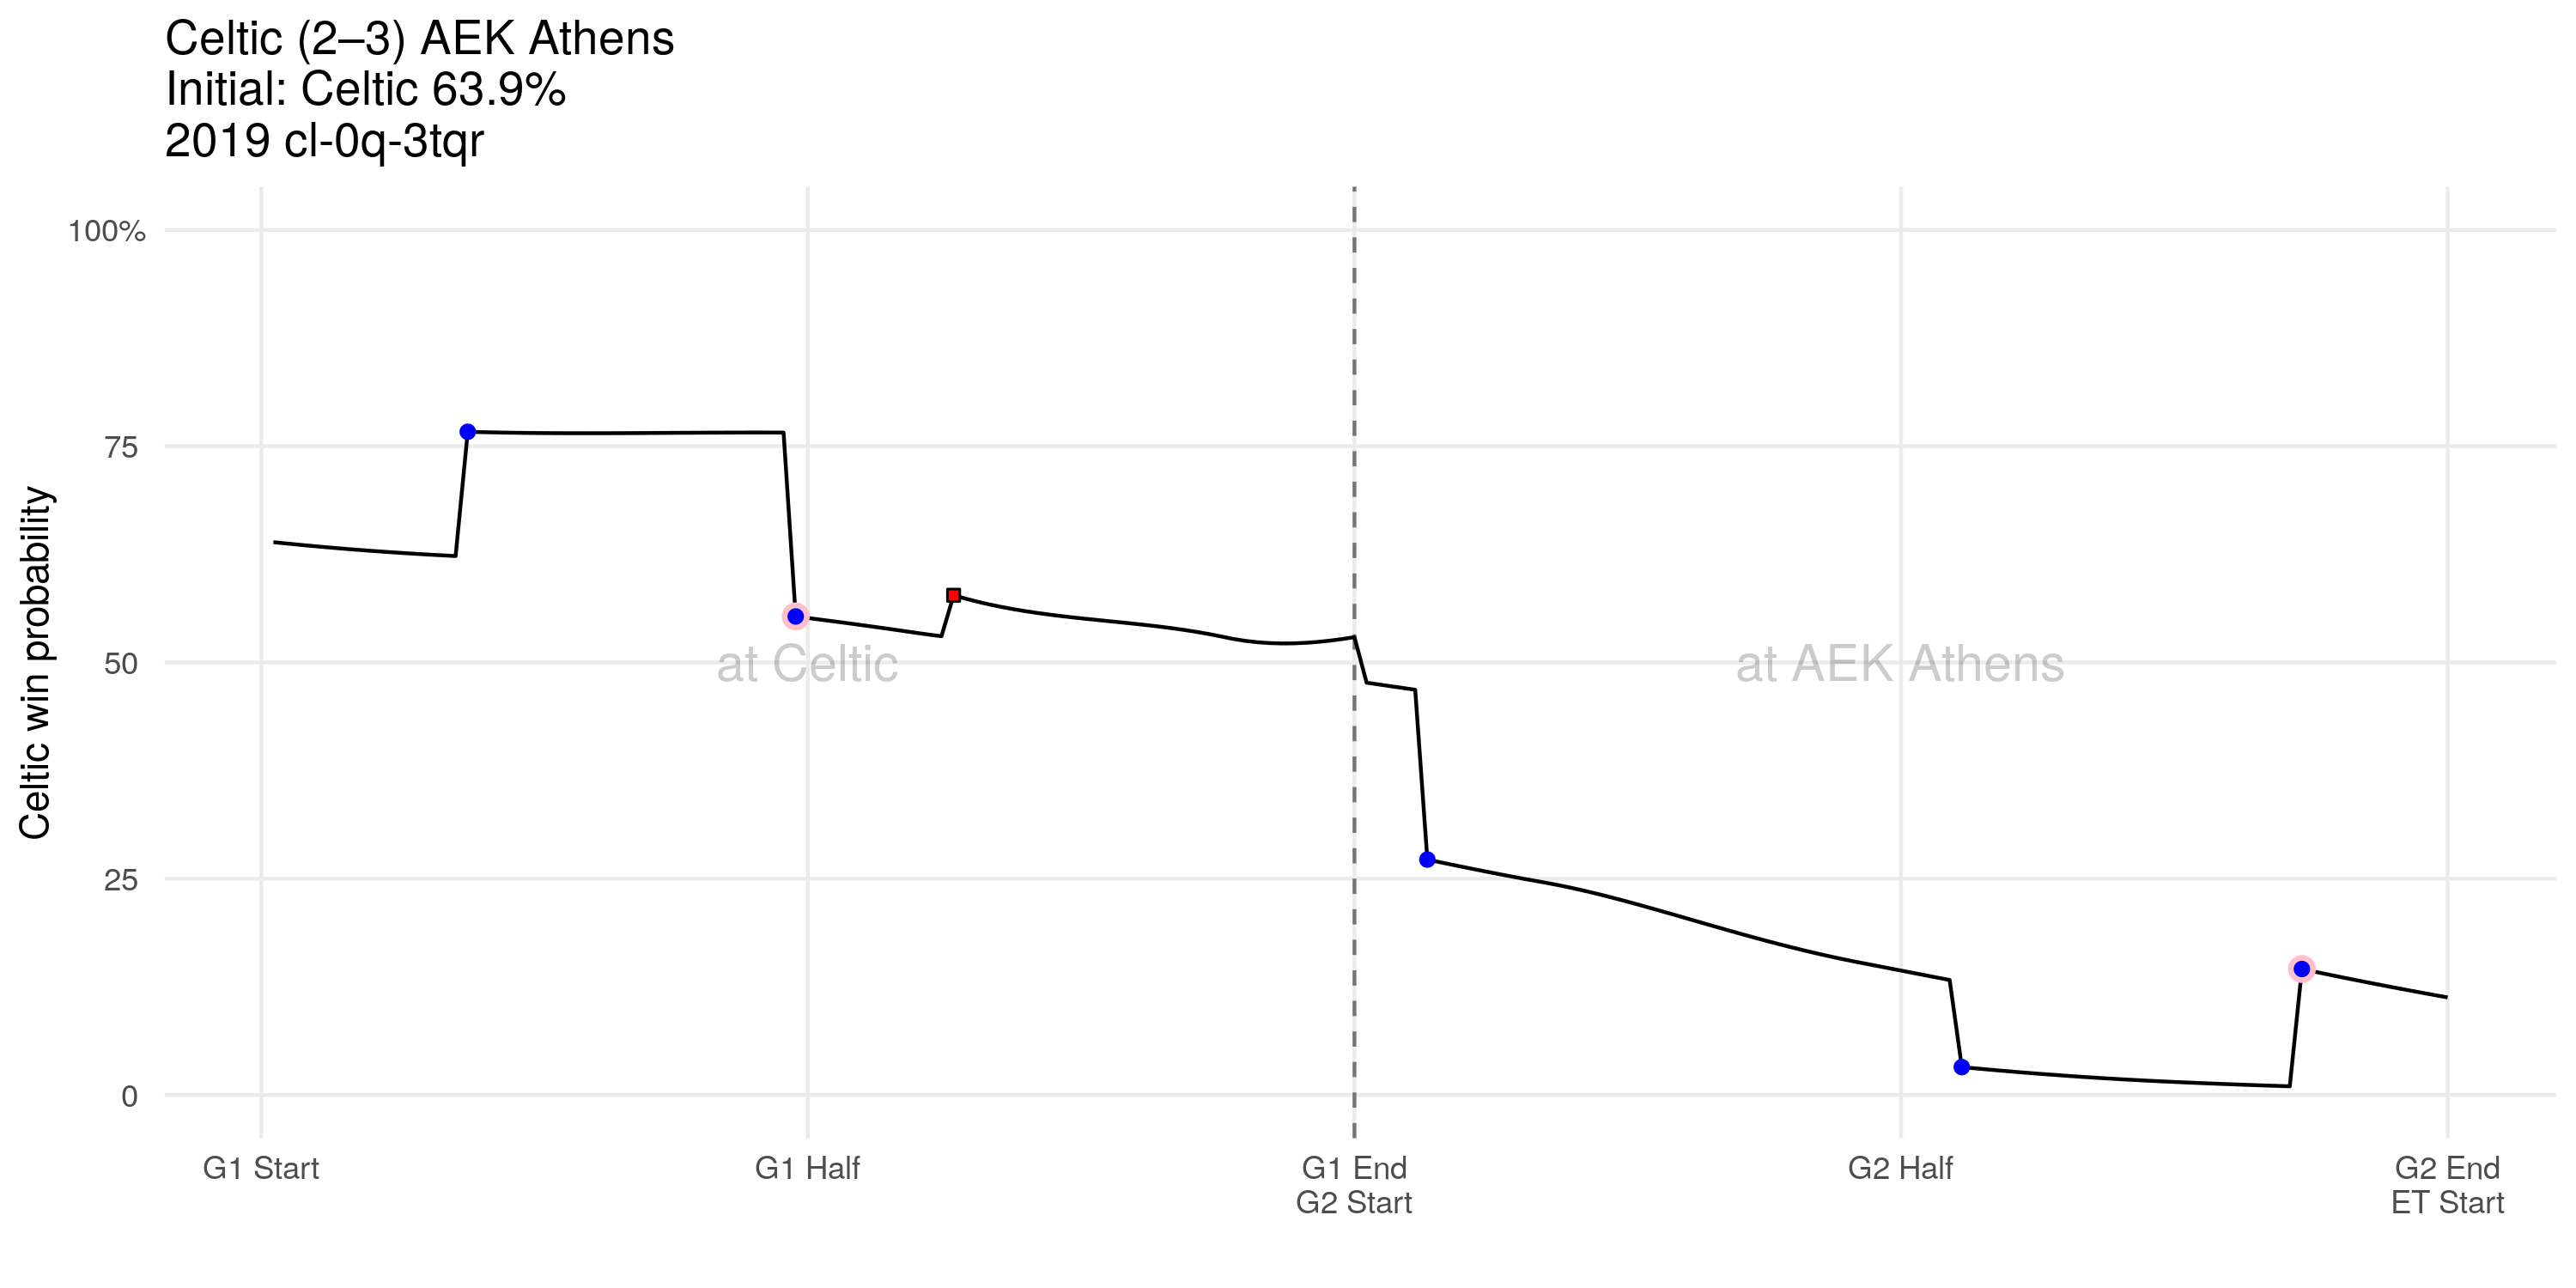 Celtic (2–3) AEK Athens
Initial: Celtic 63.9%
2019 cl-0q-3tqr
Celtic win probability
100%
75
50
25
0
at Celtic
at AEK Athens
G1 Start
G1 Half
G1 End
G2 Start
G2 Half
G2 End
ET Start